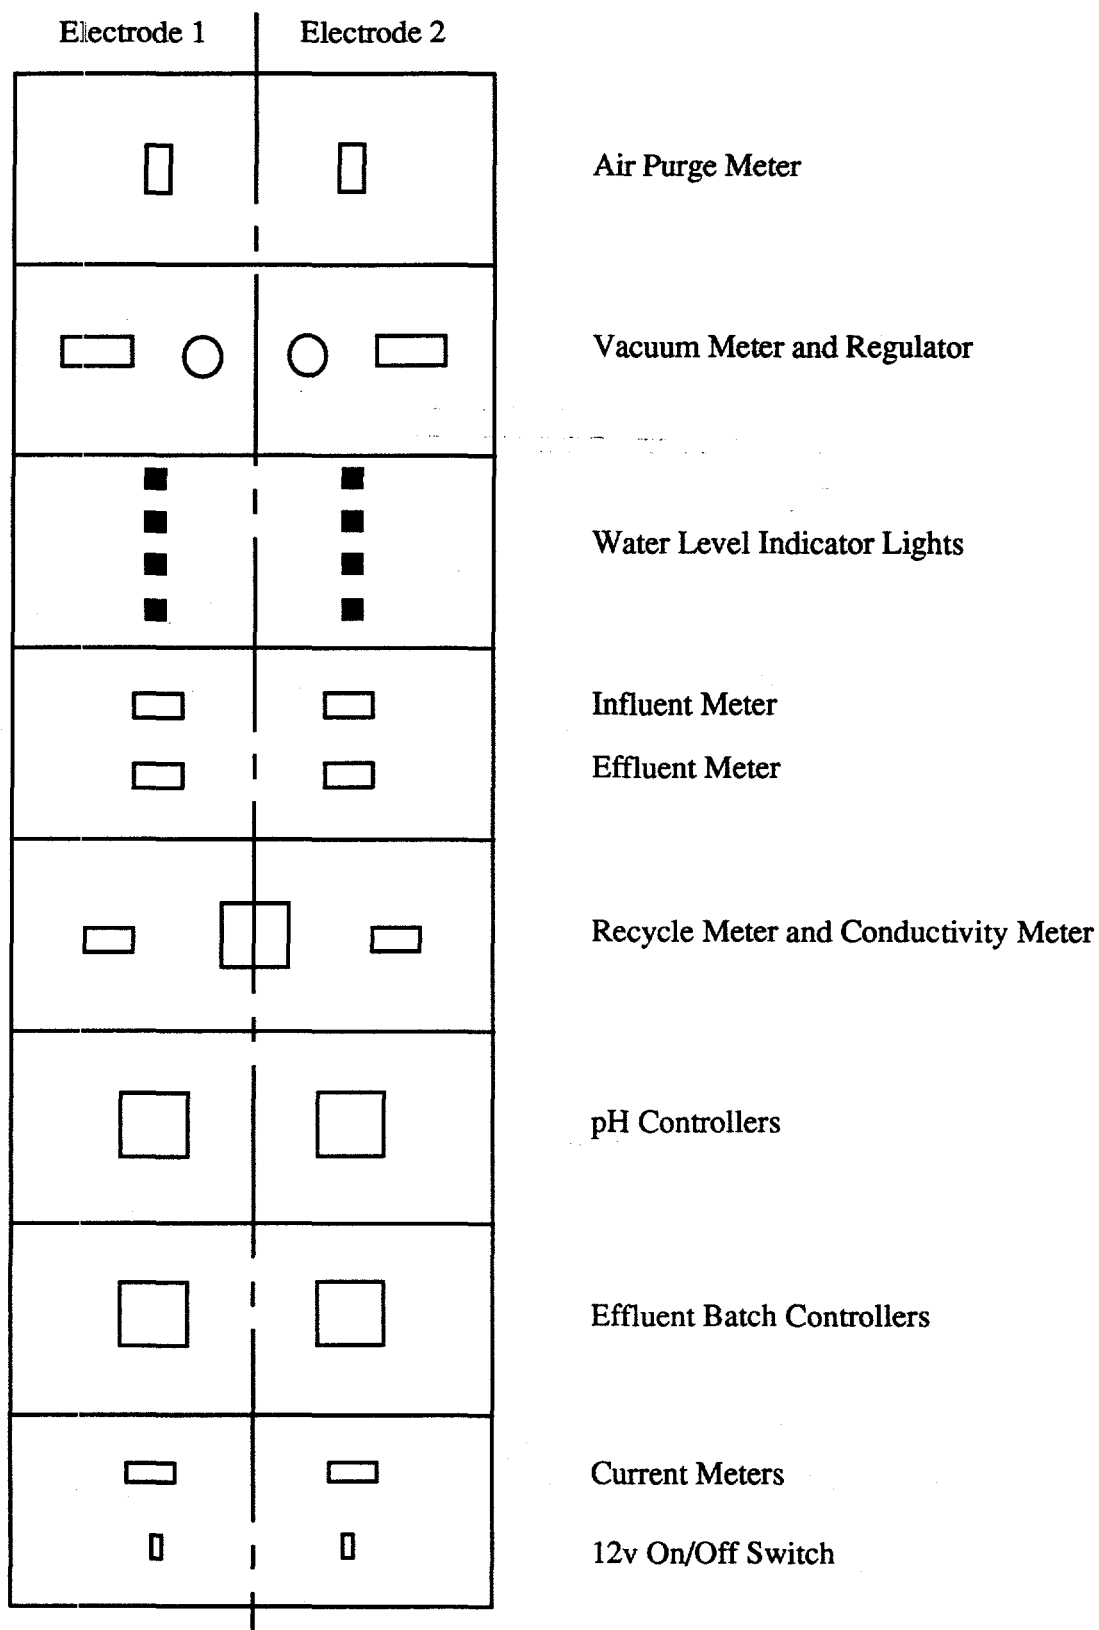 Electrode 1 Electrode 2
Air Purge Meter
Vacuum Meter and Regulator
Water Level Indicator Lights
Influent Meter
Effluent Meter
Recycle Meter and Conductivity Meter
pH Controllers
Effluent Batch Controllers
Current Meters
12v On/Off Switch